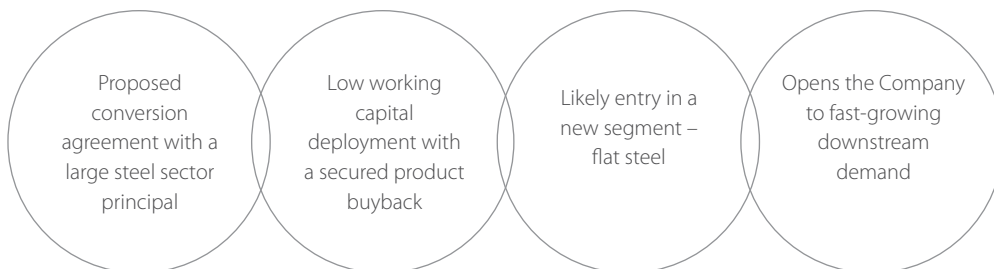 Proposed
conversion
agreement with a
large steel sector
principal
Low working
capital
deployment with
a secured product
buyback
Likely entry in a
new segment –
flat steel
Opens the Company
to fast-growing
downstream
demand